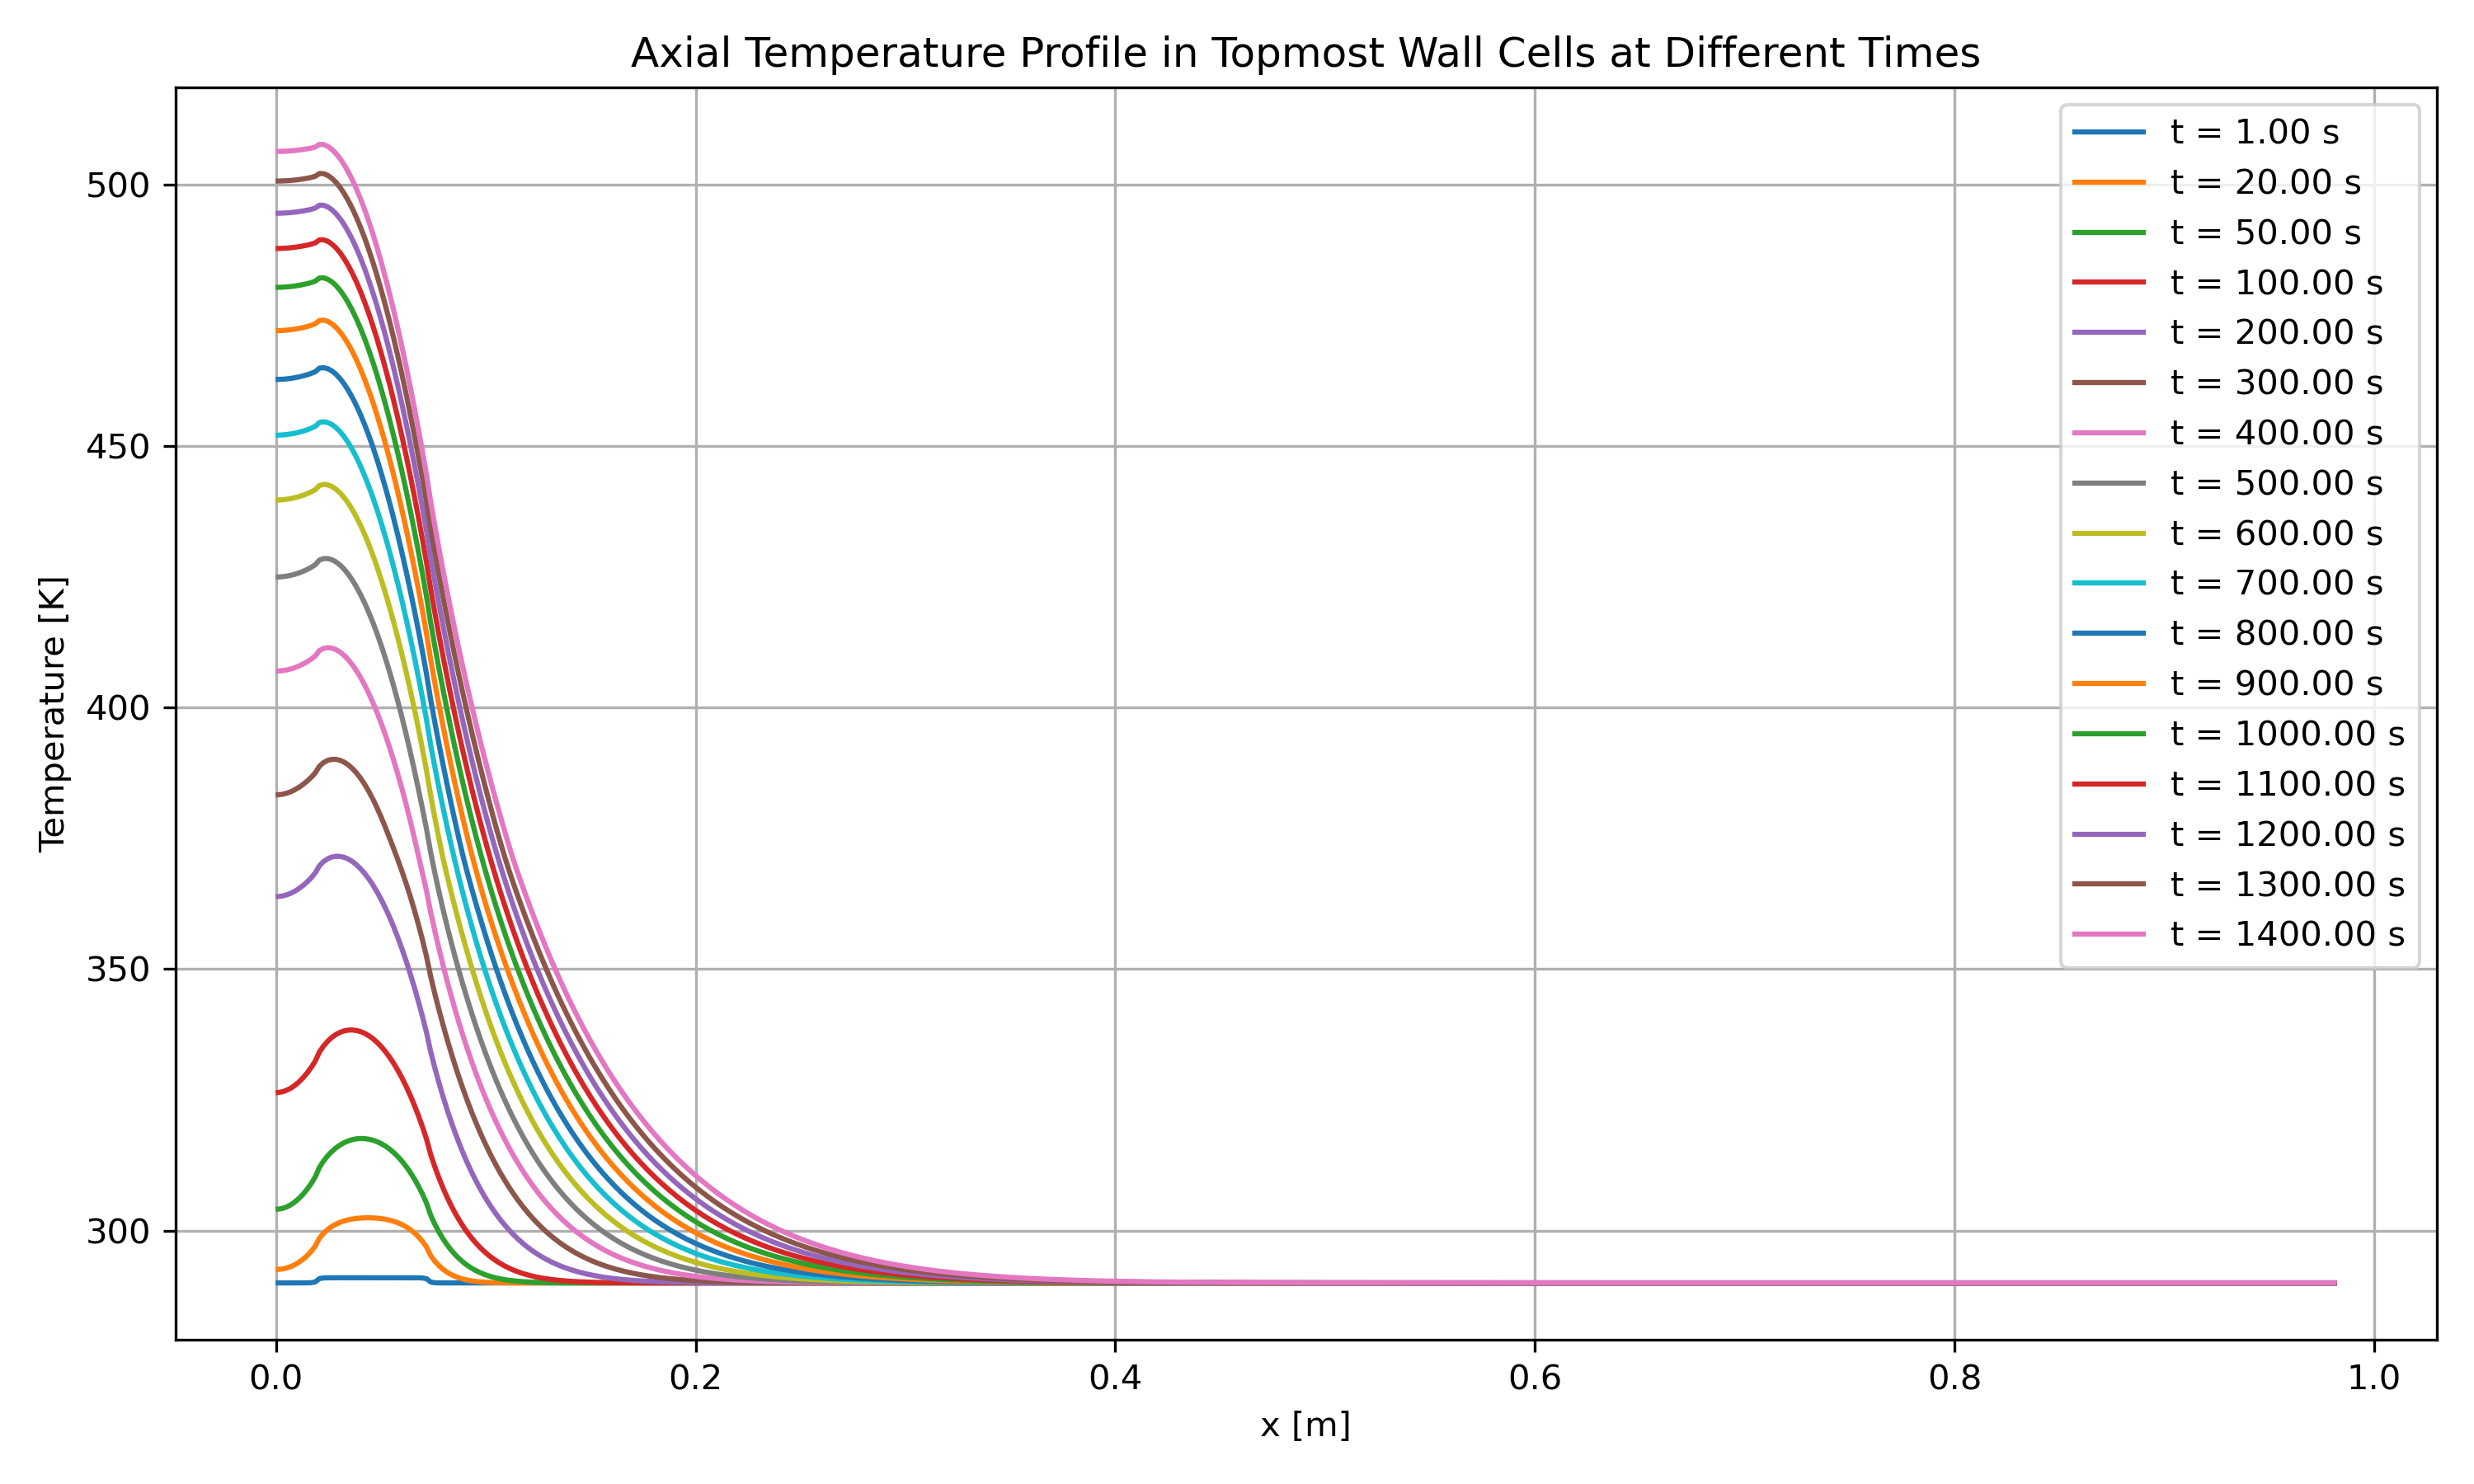 Axial Temperature Profile in Topmost Wall Cells at Different Times
t = 1.00 s
t = 20.00 s
t = 50.00 s
t = 100.00 s
t = 200.00 s
t = 300.00 s
t = 400.00 s
t = 500.00 s
t = 600.00 s
t = 700.00 s
t = 800.00 s
t = 900.00 s
t = 1000.00 s
t = 1100.00 s
t = 1200.00 s
t = 1300.00 s
t = 1400.00 s
Temperature [K]
500
450
400
350
300
0.0 0.2 0.4 0.6 0.8 1.0
x [m]